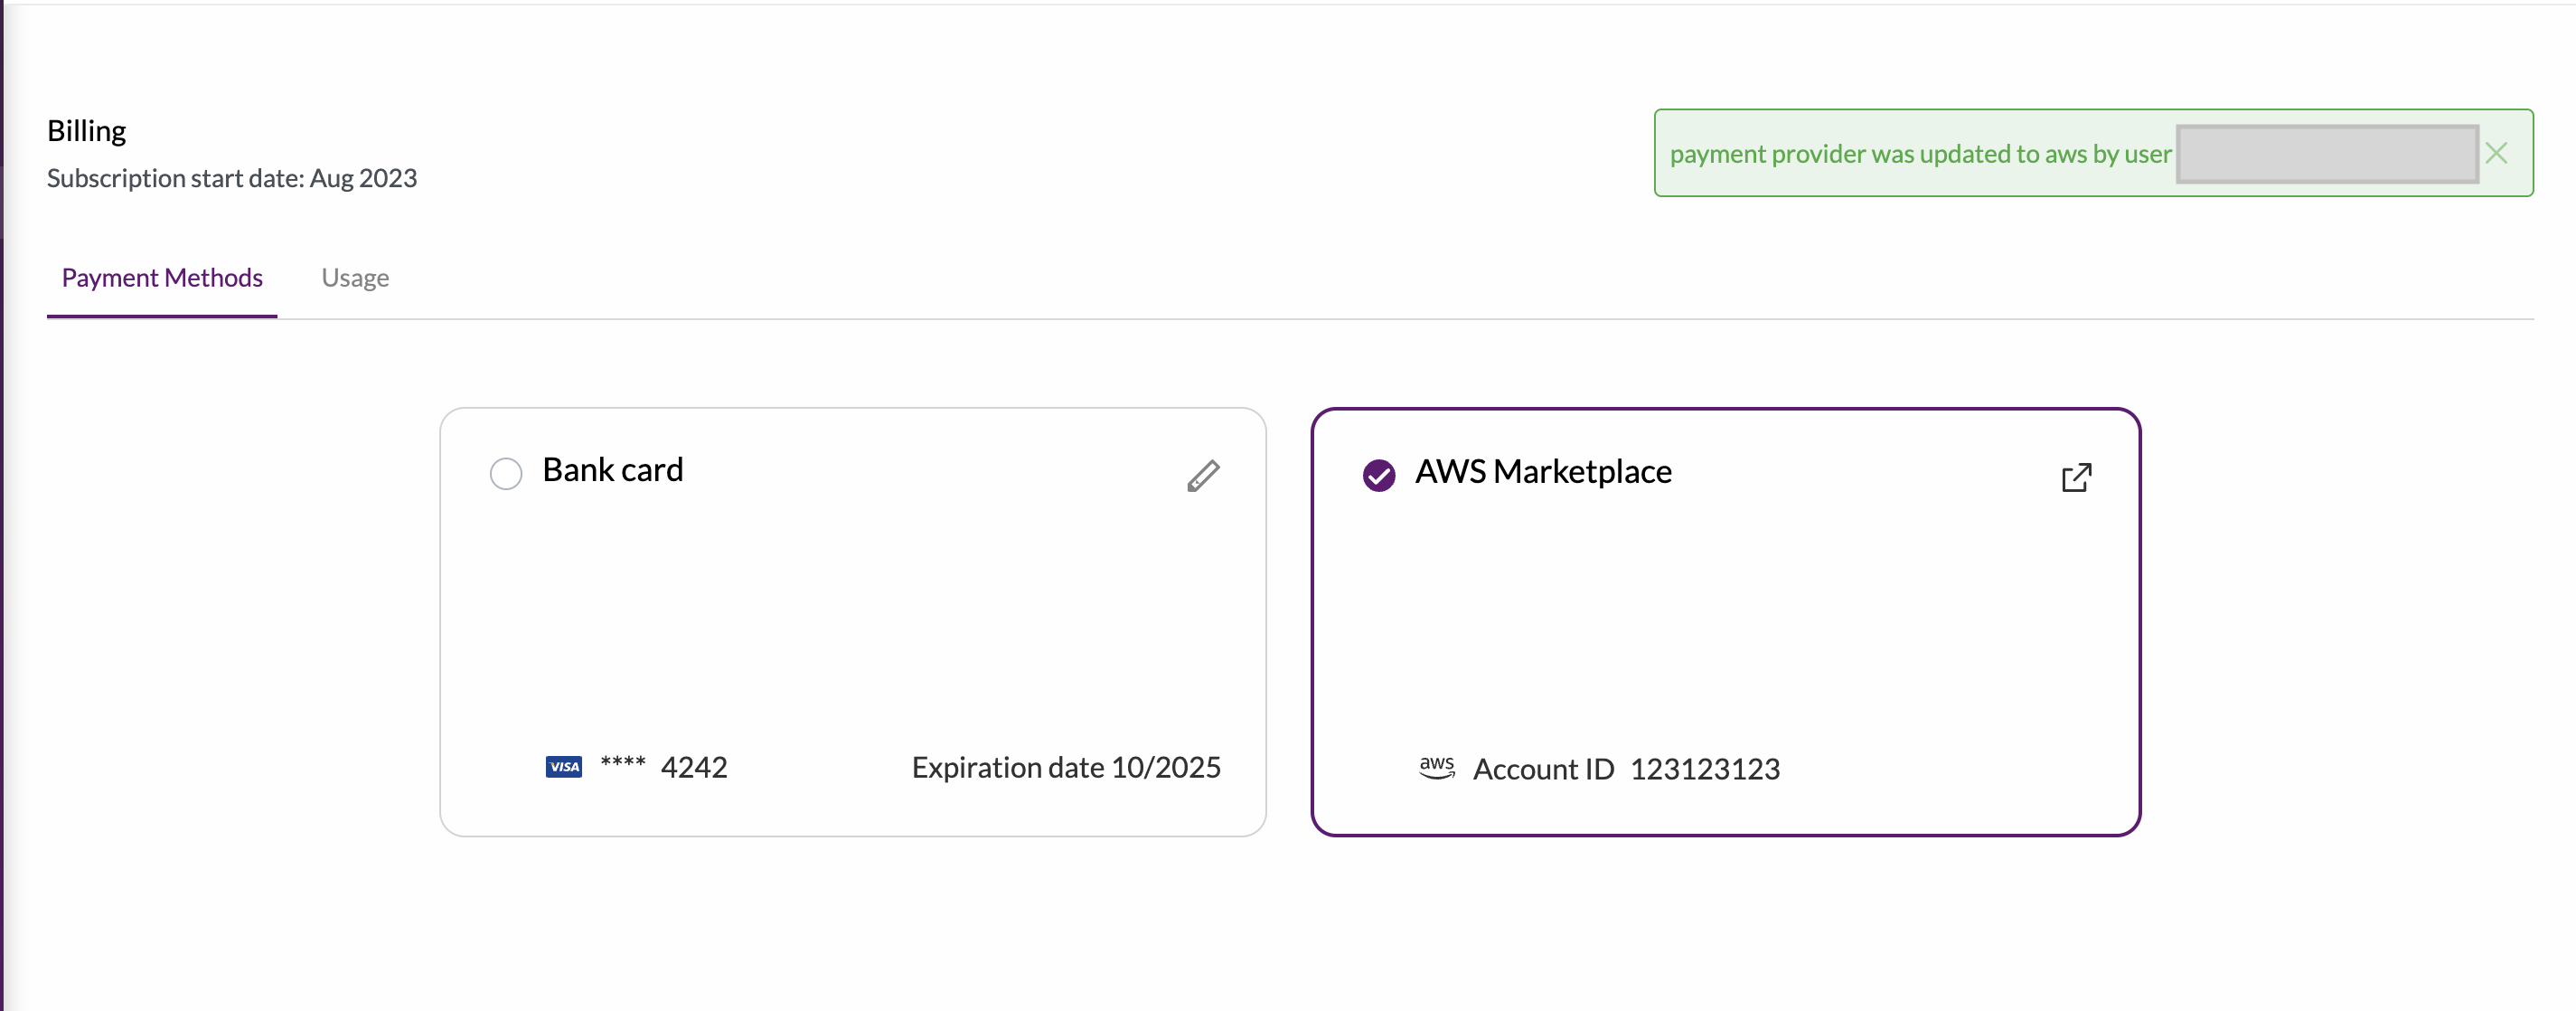 Billing
Subscription start date: Aug 2023
payment provider was updated to aws by user
Payment Methods
Usage
Bank card
VISA **** 4242
Expiration date 10/2025
AWS Marketplace
aws Account ID 123123123